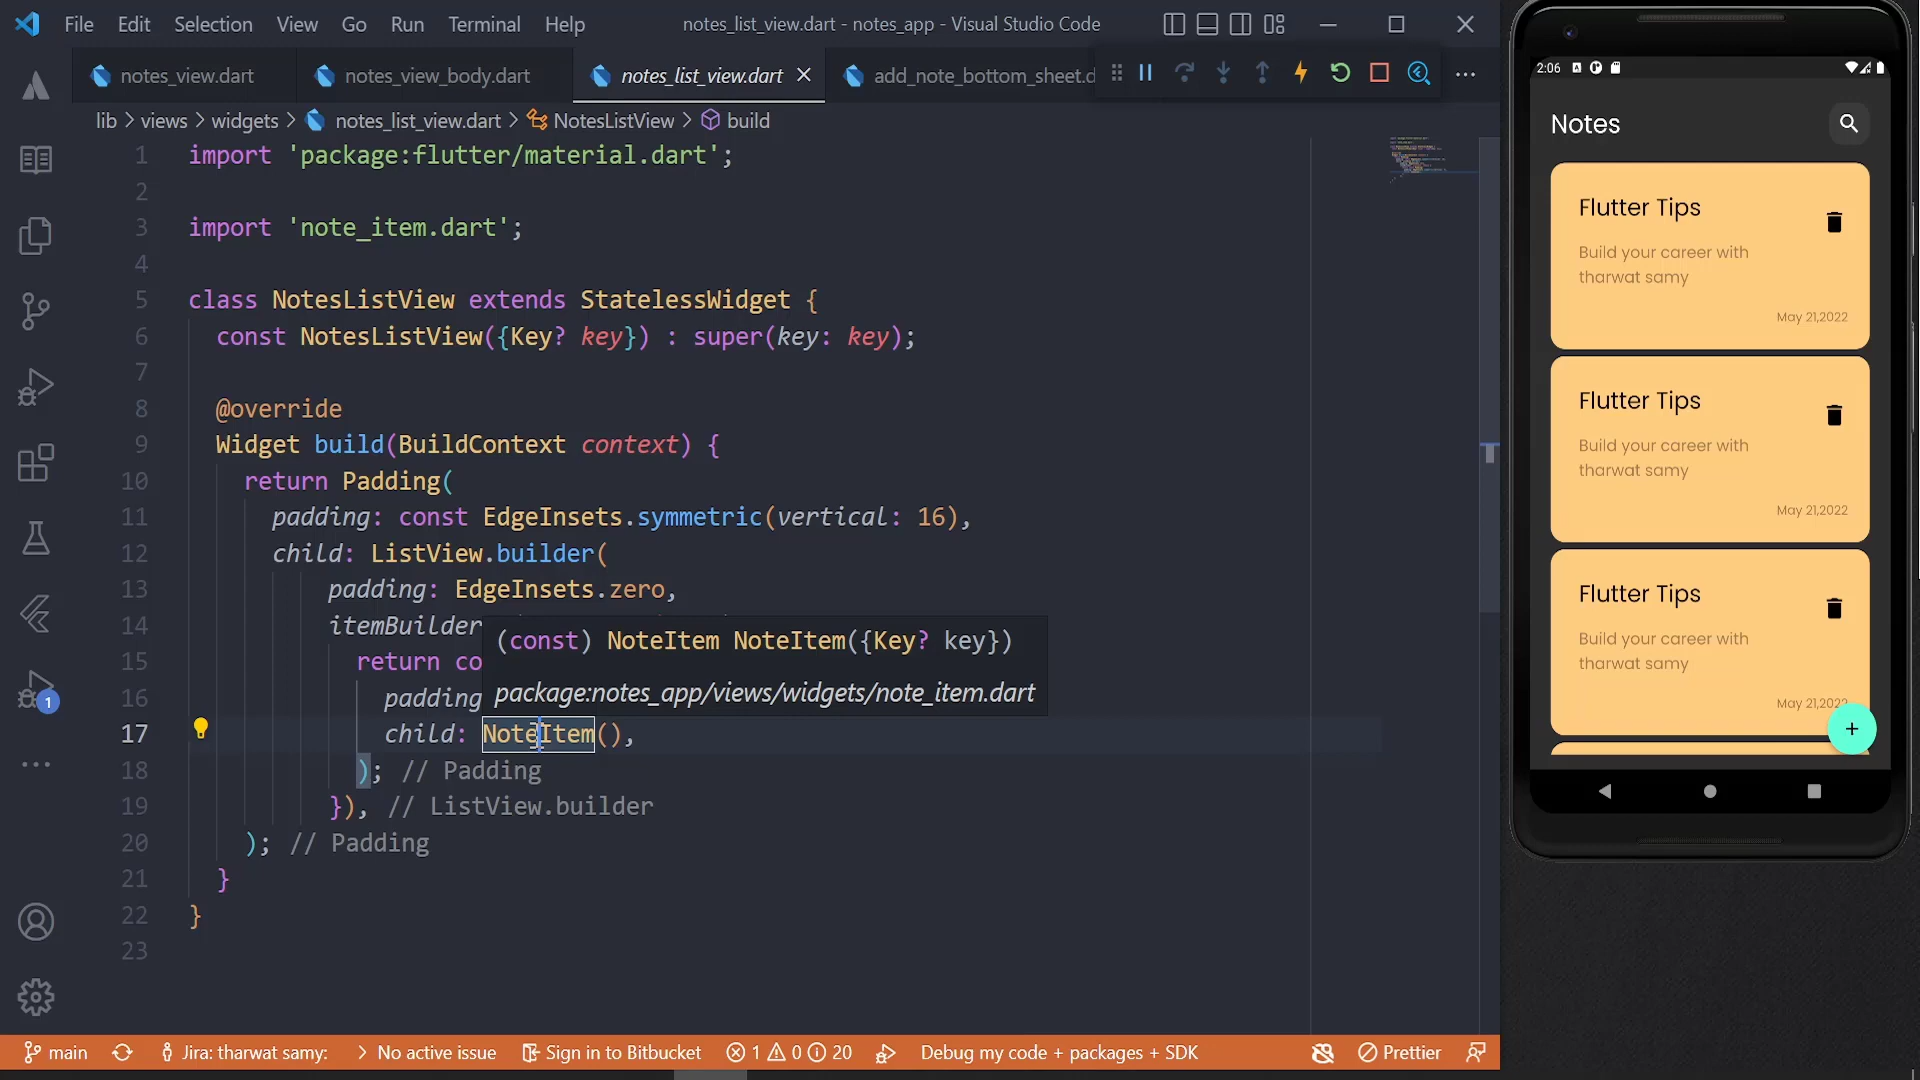 File Edit Selection View Go Run Terminal Help
notes_list_view.dart - notes_app - Visual Studio Code
notes_view.dart
notes_view_body.dart
notes_list_view.dart
add_note_bottom_sheet.d
lib > views > widgets > notes_list_view.dart > NotesListView > build
1 import 'package:flutter/material.dart';
2
3 import 'note_item.dart';
4
5 class NotesListView extends StatelessWidget {
6 const NotesListView({Key? key}) : super(key: key);
7
8 @override
9 Widget build(BuildContext context) {
10 return Padding(
11 padding: const EdgeInsets.symmetric(vertical: 16),
12 child: ListView.builder(
13 padding: EdgeInsets.zero,
14 itemBuilder
(const) NoteItem NoteItem({Key? key})
15 return co
16 padding
package:notes_app/views/widgets/note_item.dart
17 child: NoteItem(),
18 ); // Padding
19 }), // ListView.builder
20 ); // Padding
21 }
22 }
23
1
main
Jira: tharwat samy:
> No active issue
Sign in to Bitbucket
1 0 20
Debug my code + packages + SDK
Prettier
2:06
Notes
Flutter Tips
Build your career with
tharwat samy
May 21,2022
Flutter Tips
Build your career with
tharwat samy
May 21,2022
Flutter Tips
Build your career with
tharwat samy
May 21,2022
+